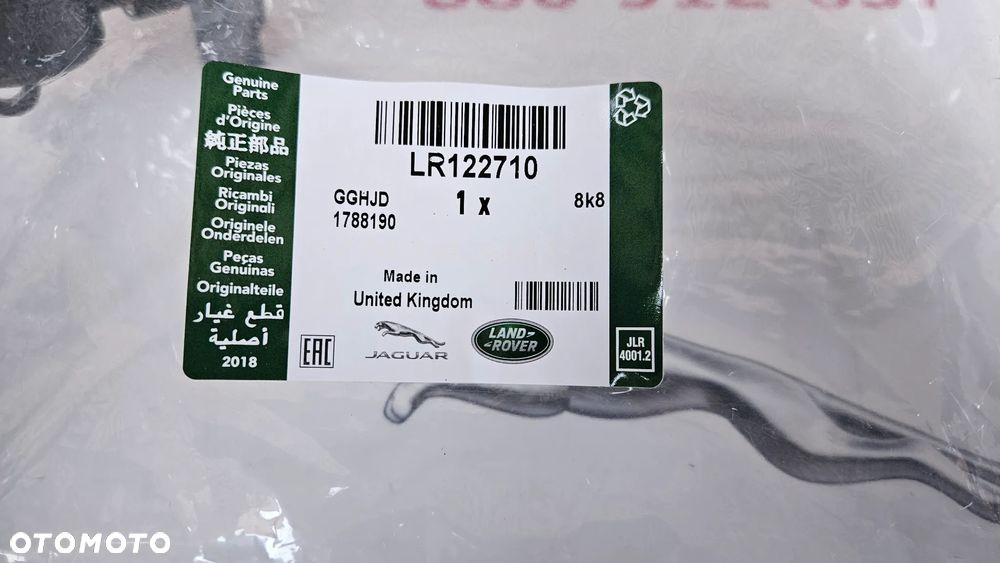 Genuine
Parts
Pièces
d'Origine
純正部品
Piezas
Originales
Ricambi
Originali
Originele
Onderdelen
Peças
Genuinas
Originalteile
قطع غيار
أصلية
2018
LR122710
GGHJD
1 x
8k8
1788190
Made in
United Kingdom
EAC
JAGUAR
LAND
ROVER
JLR
4001.2
OTOMOTO